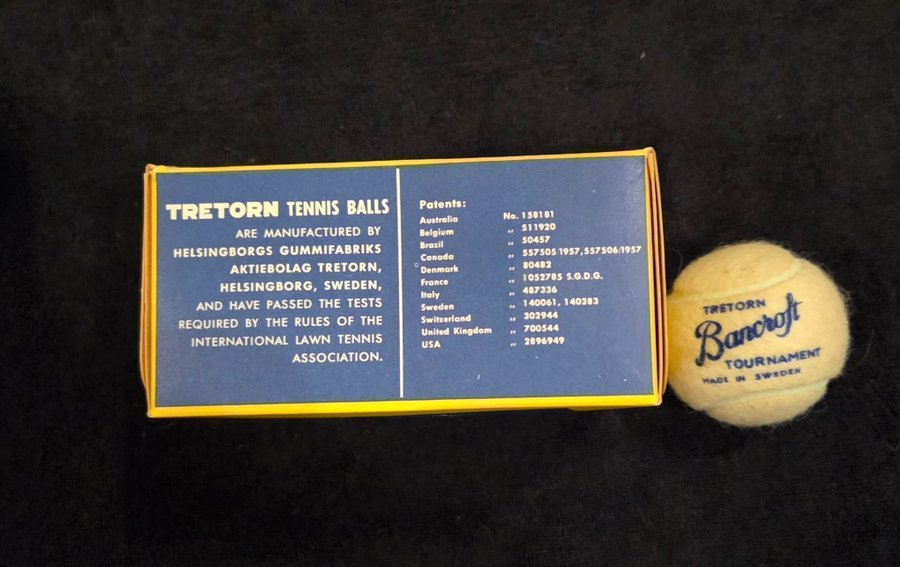 TRETORN TENNIS BALLS
ARE MANUFACTURED BY
HELSINGBORGS GUMMIFABRIKS
AKTIEBOLAG TRETORN,
HELSINGBORG, SWEDEN,
AND HAVE PASSED THE TESTS
REQUIRED BY THE RULES OF THE
INTERNATIONAL LAWN TENNIS
ASSOCIATION.
Patents:
Australia No. 158181
Belgium „ 511920
Brazil „ 50457
Canada „ 557505/1957,557506/1957
Denmark „ 80482
France „ 1052785 S.G.D.G.
Italy „ 487336
Sweden „ 140061, 140283
Switzerland „ 302944
United Kingdom „ 700544
USA „ 2896949
TRETORN
Bancroft
TOURNAMENT
MADE IN SWEDEN